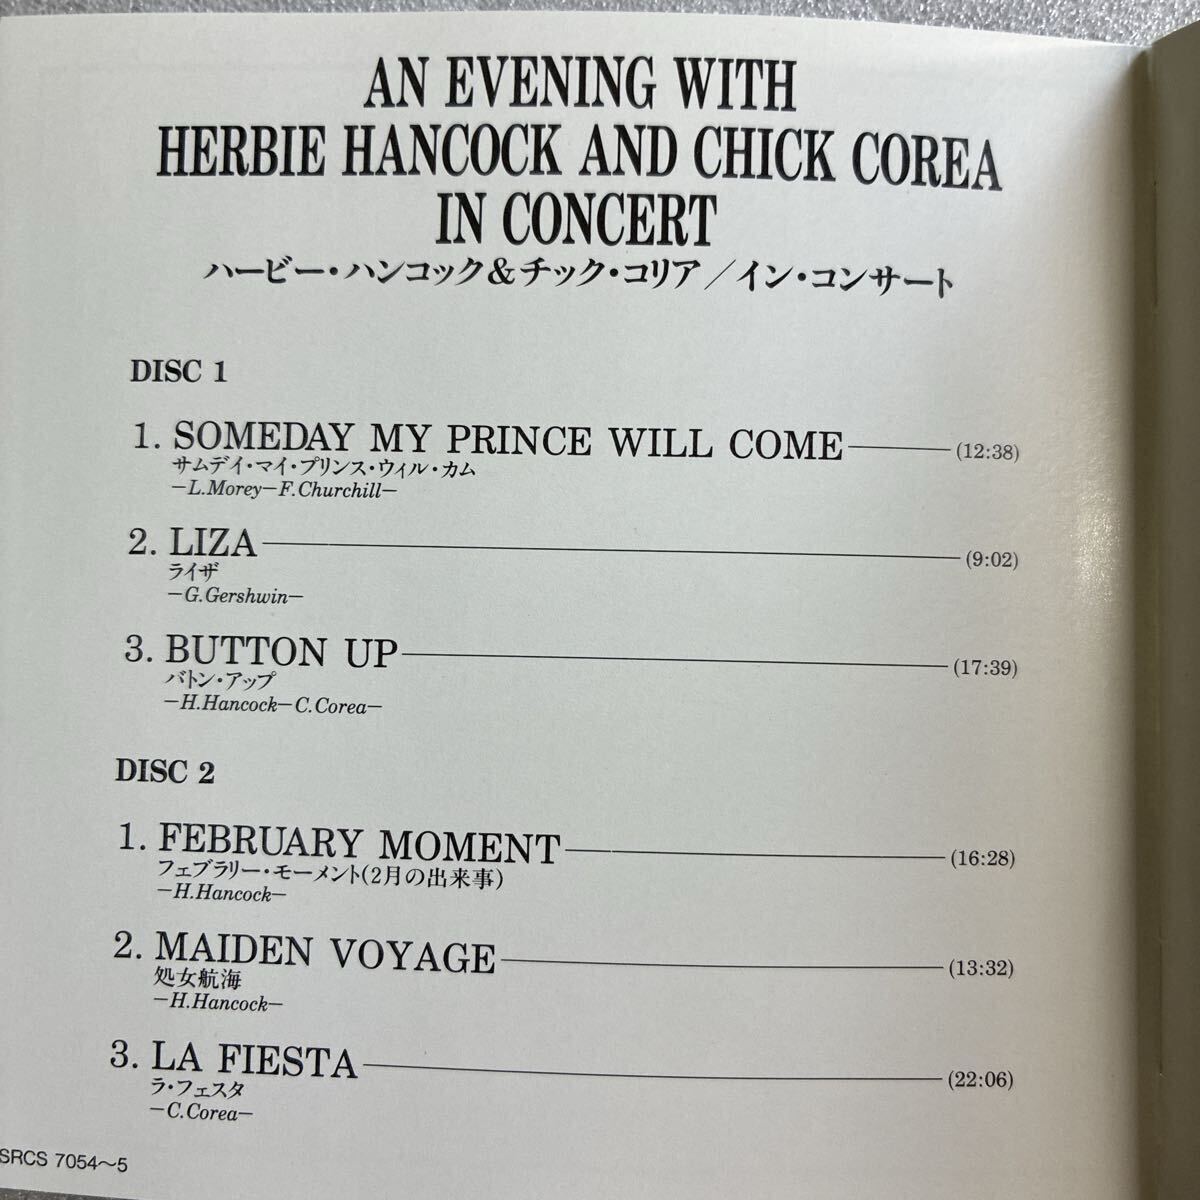 AN EVENING WITH
HERBIE HANCOCK AND CHICK COREA
IN CONCERT
ハービー・ハンコック&チック・コリア／イン・コンサート
DISC 1
1. SOMEDAY MY PRINCE WILL COME (12:38)
サムデイ・マイ・プリンス・ウィル・カム
—L.Morey—F.Churchill—
2. LIZA (9:02)
ライザ
—G.Gershwin—
3. BUTTON UP (17:39)
バトン・アップ
—H.Hancock—C.Corea—
DISC 2
1. FEBRUARY MOMENT (16:28)
フェブラリー・モーメント(2月の出来事)
—H.Hancock—
2. MAIDEN VOYAGE (13:32)
処女航海
—H.Hancock—
3. LA FIESTA (22:06)
ラ・フェスタ
—C.Corea—
SRCS 7054〜5